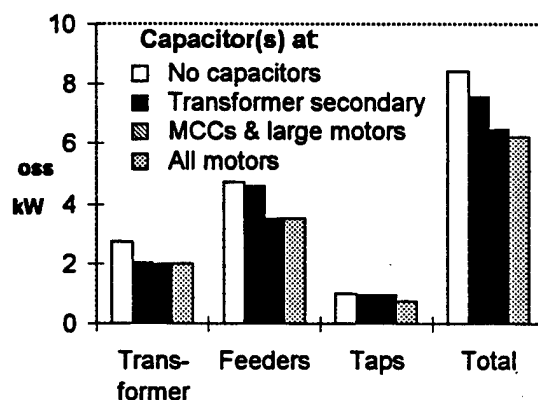 10
Capacitor(s) at:
No capacitors
8
Transformer secondary
MCCs & large motors
6
All motors
oss
kW
4
2
0
Trans-
former
Feeders
Taps
Total